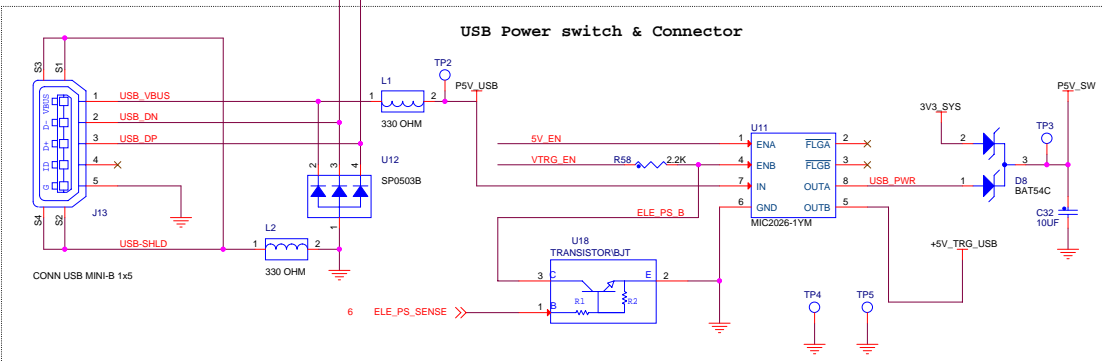 USB Power switch & Connector
S3 S1
VBUS
D-
D+
ID
G
1 USB_VBUS
2 USB_DN
3 USB_DP
4
5
S4 S2
J13
USB-SHLD
CONN USB MINI-B 1x5
L1
1 2
330 OHM
TP2
P5V_USB
U12
2 3 4
SP0503B
1
L2
1 2
330 OHM
5V_EN
VTRG_EN
R58 2.2K
ELE_PS_B
U18
TRANSISTOR\BJT
3 C
E 2
1 B
R1 R2
6 ELE_PS_SENSE
U11
1 ENA FLGA 2
4 ENB FLGB 3
7 IN OUTA 8
6 GND OUTB 5
MIC2026-1YM
USB_PWR
3V3_SYS
2
1
3
D8
BAT54C
TP3
P5V_SW
C32
10UF
+5V_TRG_USB
TP4 TP5